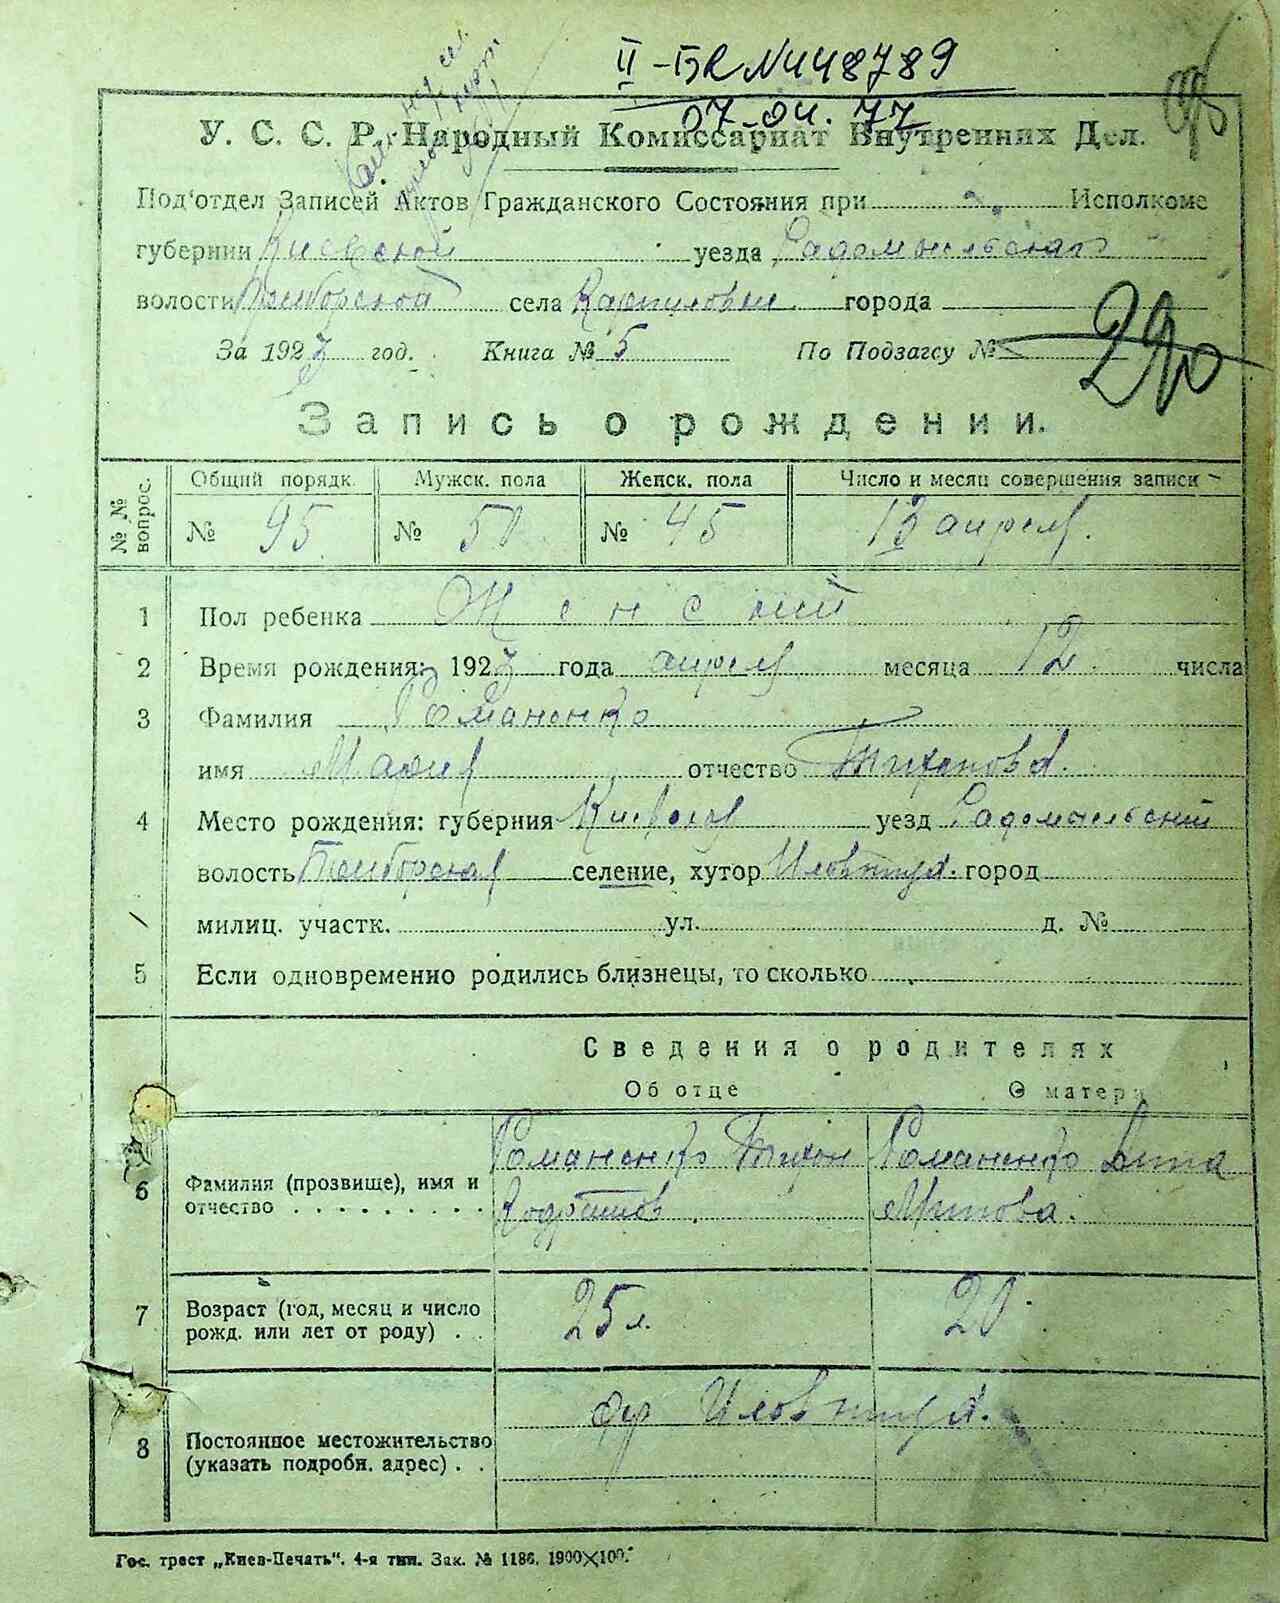 II-БК № 448789
07-04.77
У. С. С. Р. Народный Комиссариат Внутренних Дел.
Под'отдел Записей Актов Гражданского Состояния при Исполкоме
губернии Киевской уезда Радомысльского
волости села города
290
За 1923 год. Книга № 5 По Подзагсу №
Запись о рождении.
№№ вопрос. Общий порядк. Мужск. пола Женск. пола Число и месяц совершения записи
№ 95 № 50 № 45 13 апреля.
1 Пол ребенка Женский
2 Время рождения: 1923 года апреля месяца 12. числа
3 Фамилия Романенко
имя Мария отчество Тихонова.
4 Место рождения: губерния Киевская уезд Радомысльский
волость селение, хутор город
милиц. участк. ул. д. №
5 Если одновременно родились близнецы, то сколько
Сведения о родителях
Об отце О матери
6 Фамилия (прозвище), имя и Романенко Тихон Романенко
отчество
7 Возраст (год, месяц и число 25 л. 20.
рожд. или лет от роду)
8 Постоянное местожительство
(указать подробн. адрес)
Гос. трест „Киев-Печать“. 4-я тип. Зак. № 1186. 1900×100.